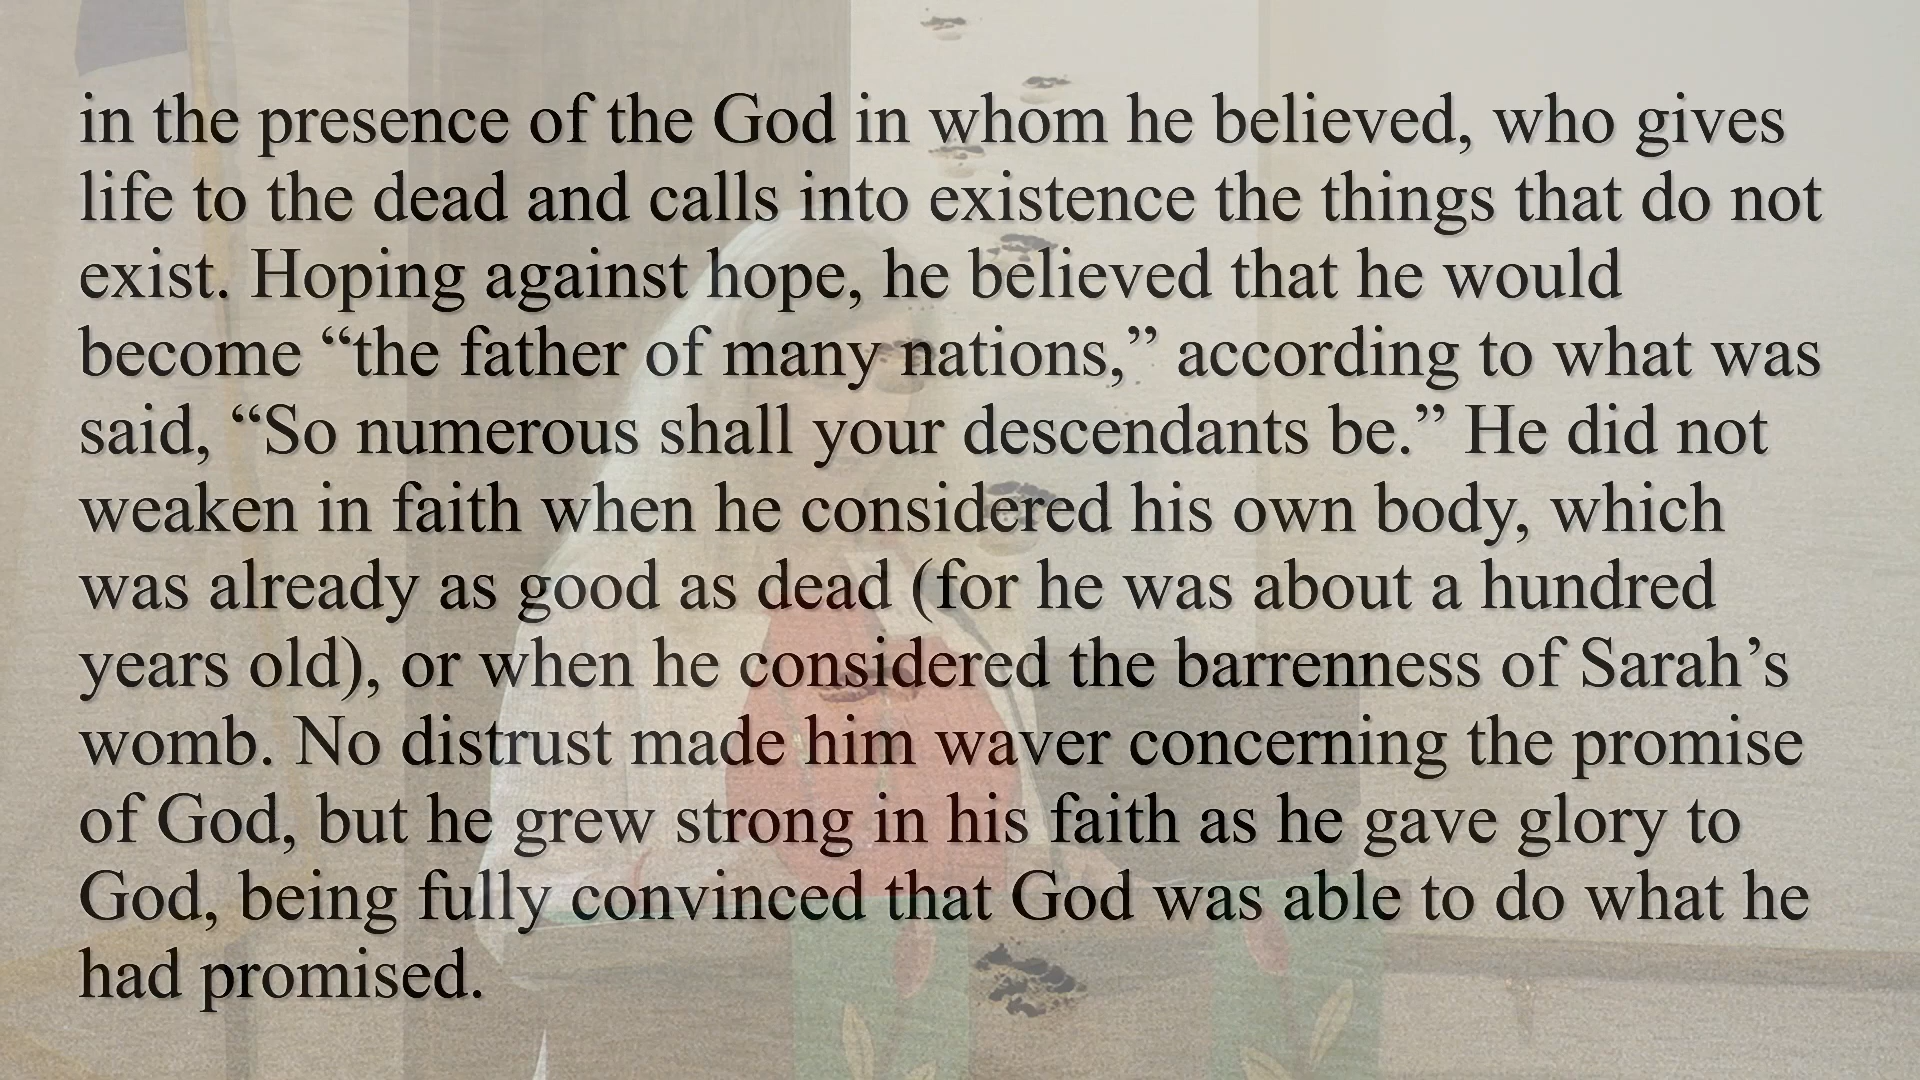 in the presence of the God in whom he believed, who gives
life to the dead and calls into existence the things that do not
exist. Hoping against hope, he believed that he would
become “the father of many nations,” according to what was
said, “So numerous shall your descendants be.” He did not
weaken in faith when he considered his own body, which
was already as good as dead (for he was about a hundred
years old), or when he considered the barrenness of Sarah’s
womb. No distrust made him waver concerning the promise
of God, but he grew strong in his faith as he gave glory to
God, being fully convinced that God was able to do what he
had promised.